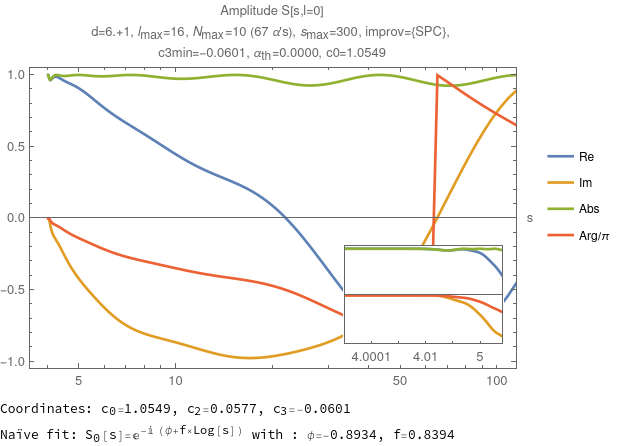 Amplitude S[s,l=0]
d=6.+1, lmax=16, Nmax=10 (67 α's), smax=300, improv={SPC},
c3min=-0.0601, αth=0.0000, c0=1.0549
1.0
0.5
0.0
-0.5
-1.0
5
10
50
100
s
4.0001
4.01
5
Re
Im
Abs
Arg/π
Coordinates: c0=1.0549, c2=0.0577, c3=-0.0601
Naïve fit: S0[s]=e^-i (ϕ+f×Log[s]) with : ϕ=-0.8934, f=0.8394